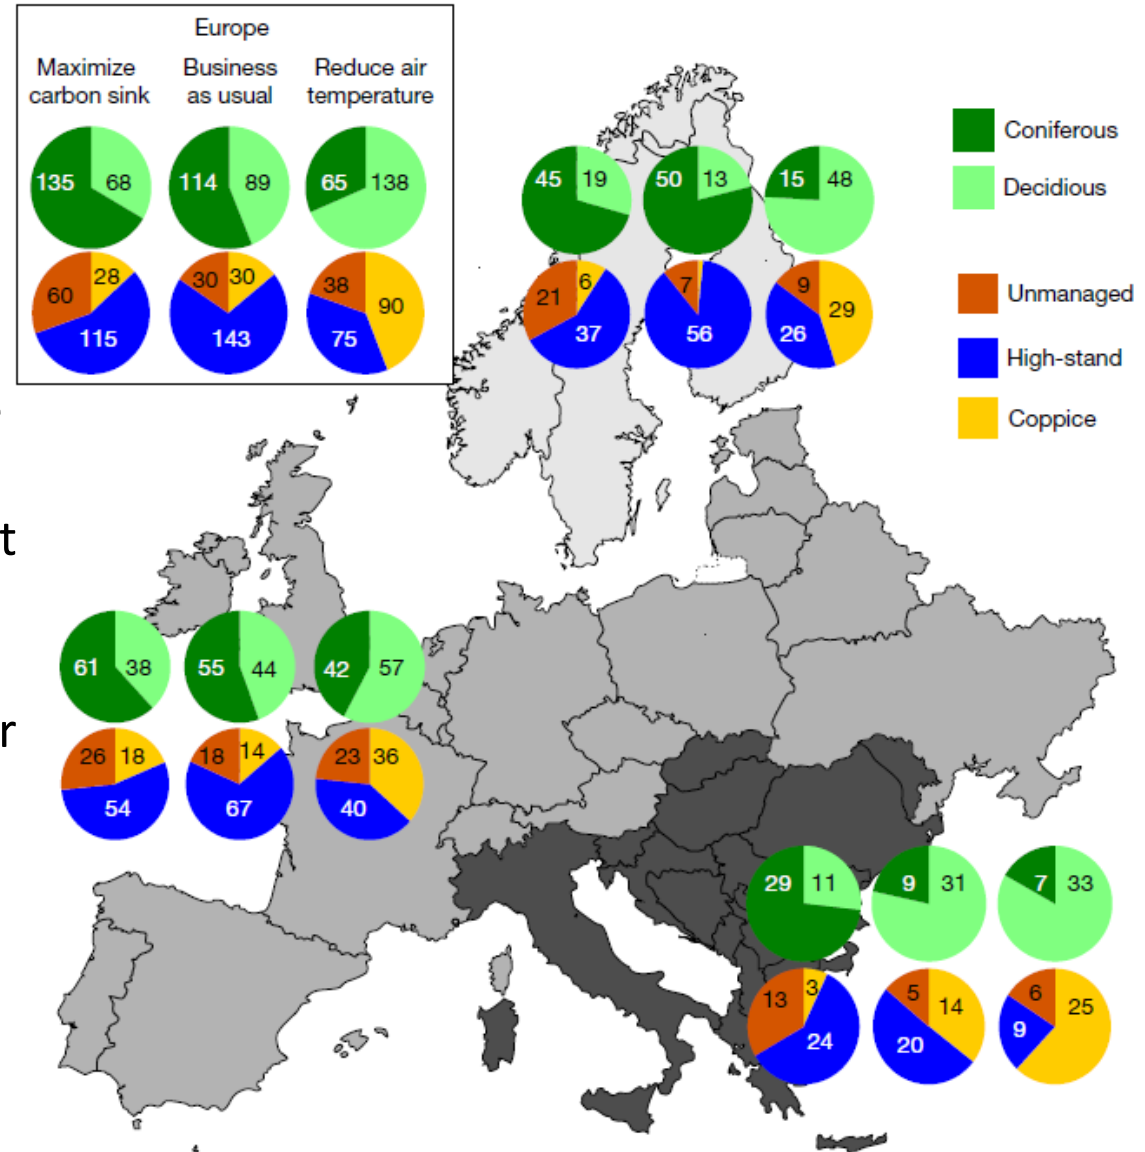 Europe
Maximize carbon sink
Business as usual
Reduce air temperature
135 68
114 89
65 138
60 28 115
30 30 143
38 90 75
45 19
50 13
15 48
21 6 37
7 56
9 29 26
Coniferous
Decidious
Unmanaged
High-stand
Coppice
t
r
61 38
55 44
42 57
26 18 54
18 14 67
23 36 40
29 11
9 31
7 33
13 3 24
5 14 20
6 25 9